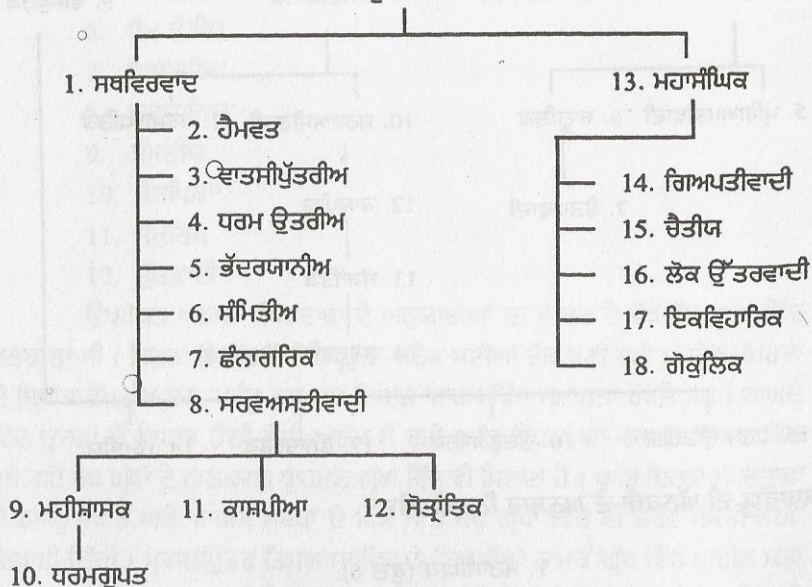 1. ਸਥਵਿਰਵਾਦ
2. ਹੈਮਵਤ
3. ਵਾਤਸੀਪੁੱਤਰੀਅ
4. ਧਰਮ ਉਤਰੀਅ
5. ਭੱਦਰਯਾਨੀਅ
6. ਸੰਮਿਤੀਅ
7. ਛੰਨਾਗਰਿਕ
8. ਸਰਵਅਸਤੀਵਾਦੀ
9. ਮਹੀਸ਼ਾਸਕ
11. ਕਾਸਪੀਆ
12. ਸੋਤ੍ਰਾਂਤਿਕ
10. ਧਰਮਗੁਪਤ
13. ਮਹਾਸੰਘਿਕ
14. ਗਿਅਪਤੀਵਾਦੀ
15. ਚੈਤੀਯ
16. ਲੋਕ ਉੱਤਰਵਾਦੀ
17. ਇਕਵਿਹਾਰਿਕ
18. ਗੋਕੁਲਿਕ